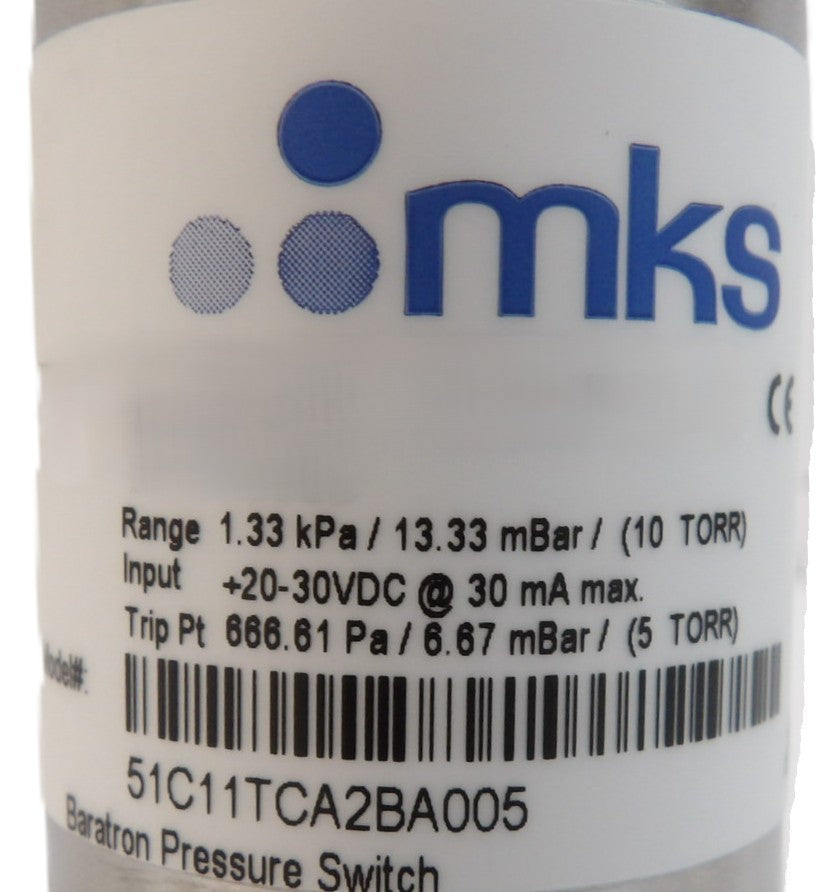 mks
CE
Range 1.33 kPa / 13.33 mBar / (10 TORR)
Input +20-30VDC @ 30 mA max.
Trip Pt 666.61 Pa / 6.67 mBar / (5 TORR)
Model#:
51C11TCA2BA005
Baratron Pressure Switch